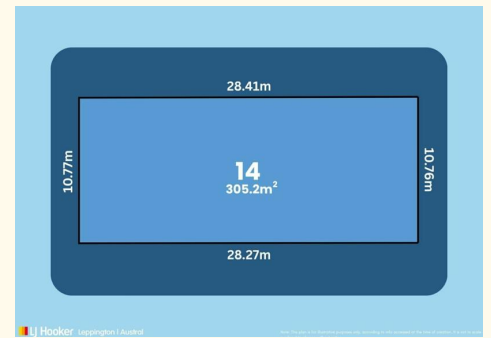 28.41m
10.77m
14
305.2m²
10.76m
28.27m
LJ Hooker Leppington | Austral